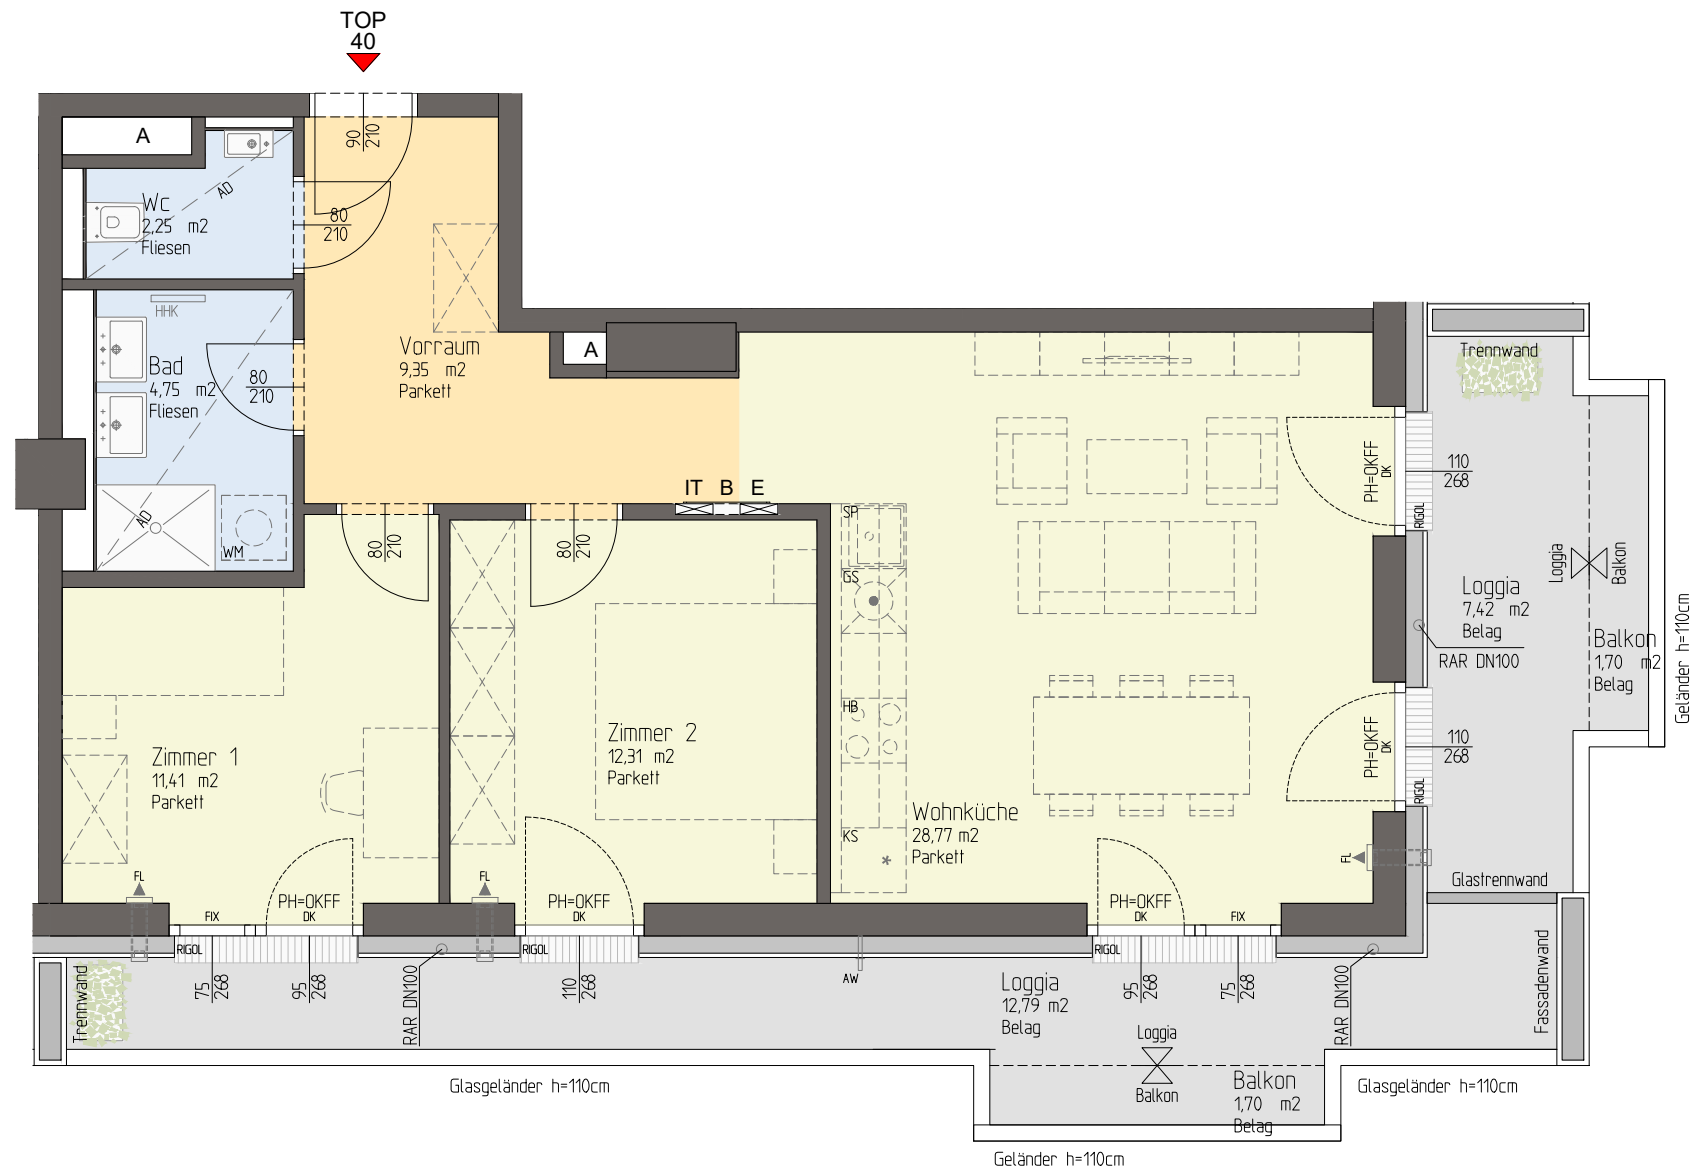 TOP
40
A
90
210
AD
Wc
2,25 m2
Fliesen
80
210
HHK
Bad
4,75 m2
Fliesen
80
210
AD
WM
Vorraum
9,35 m2
Parkett
A
IT B E
80
210
80
210
Zimmer 1
11,41 m2
Parkett
Zimmer 2
12,31 m2
Parkett
SP
GS
HB
KS
*
Wohnküche
28,77 m2
Parkett
PH=OKFF
DK
RIGOL
110
268
PH=OKFF
DK
RIGOL
110
268
Trennwand
Loggia
Balkon
Loggia
7,42 m2
Belag
RAR DN100
Balkon
1,70 m2
Belag
Geländer h=110cm
FL
Glastrennwand
Fassadenwand
FL
FIX
PH=OKFF
DK
RIGOL
75
268
95
268
FL
PH=OKFF
DK
RIGOL
110
268
PH=OKFF
DK
FIX
RIGOL
95
268
75
268
Trennwand
RAR DN100
AW
Loggia
12,79 m2
Belag
RAR DN100
Loggia
Balkon
Balkon
1,70 m2
Belag
Glasgeländer h=110cm
Glasgeländer h=110cm
Geländer h=110cm